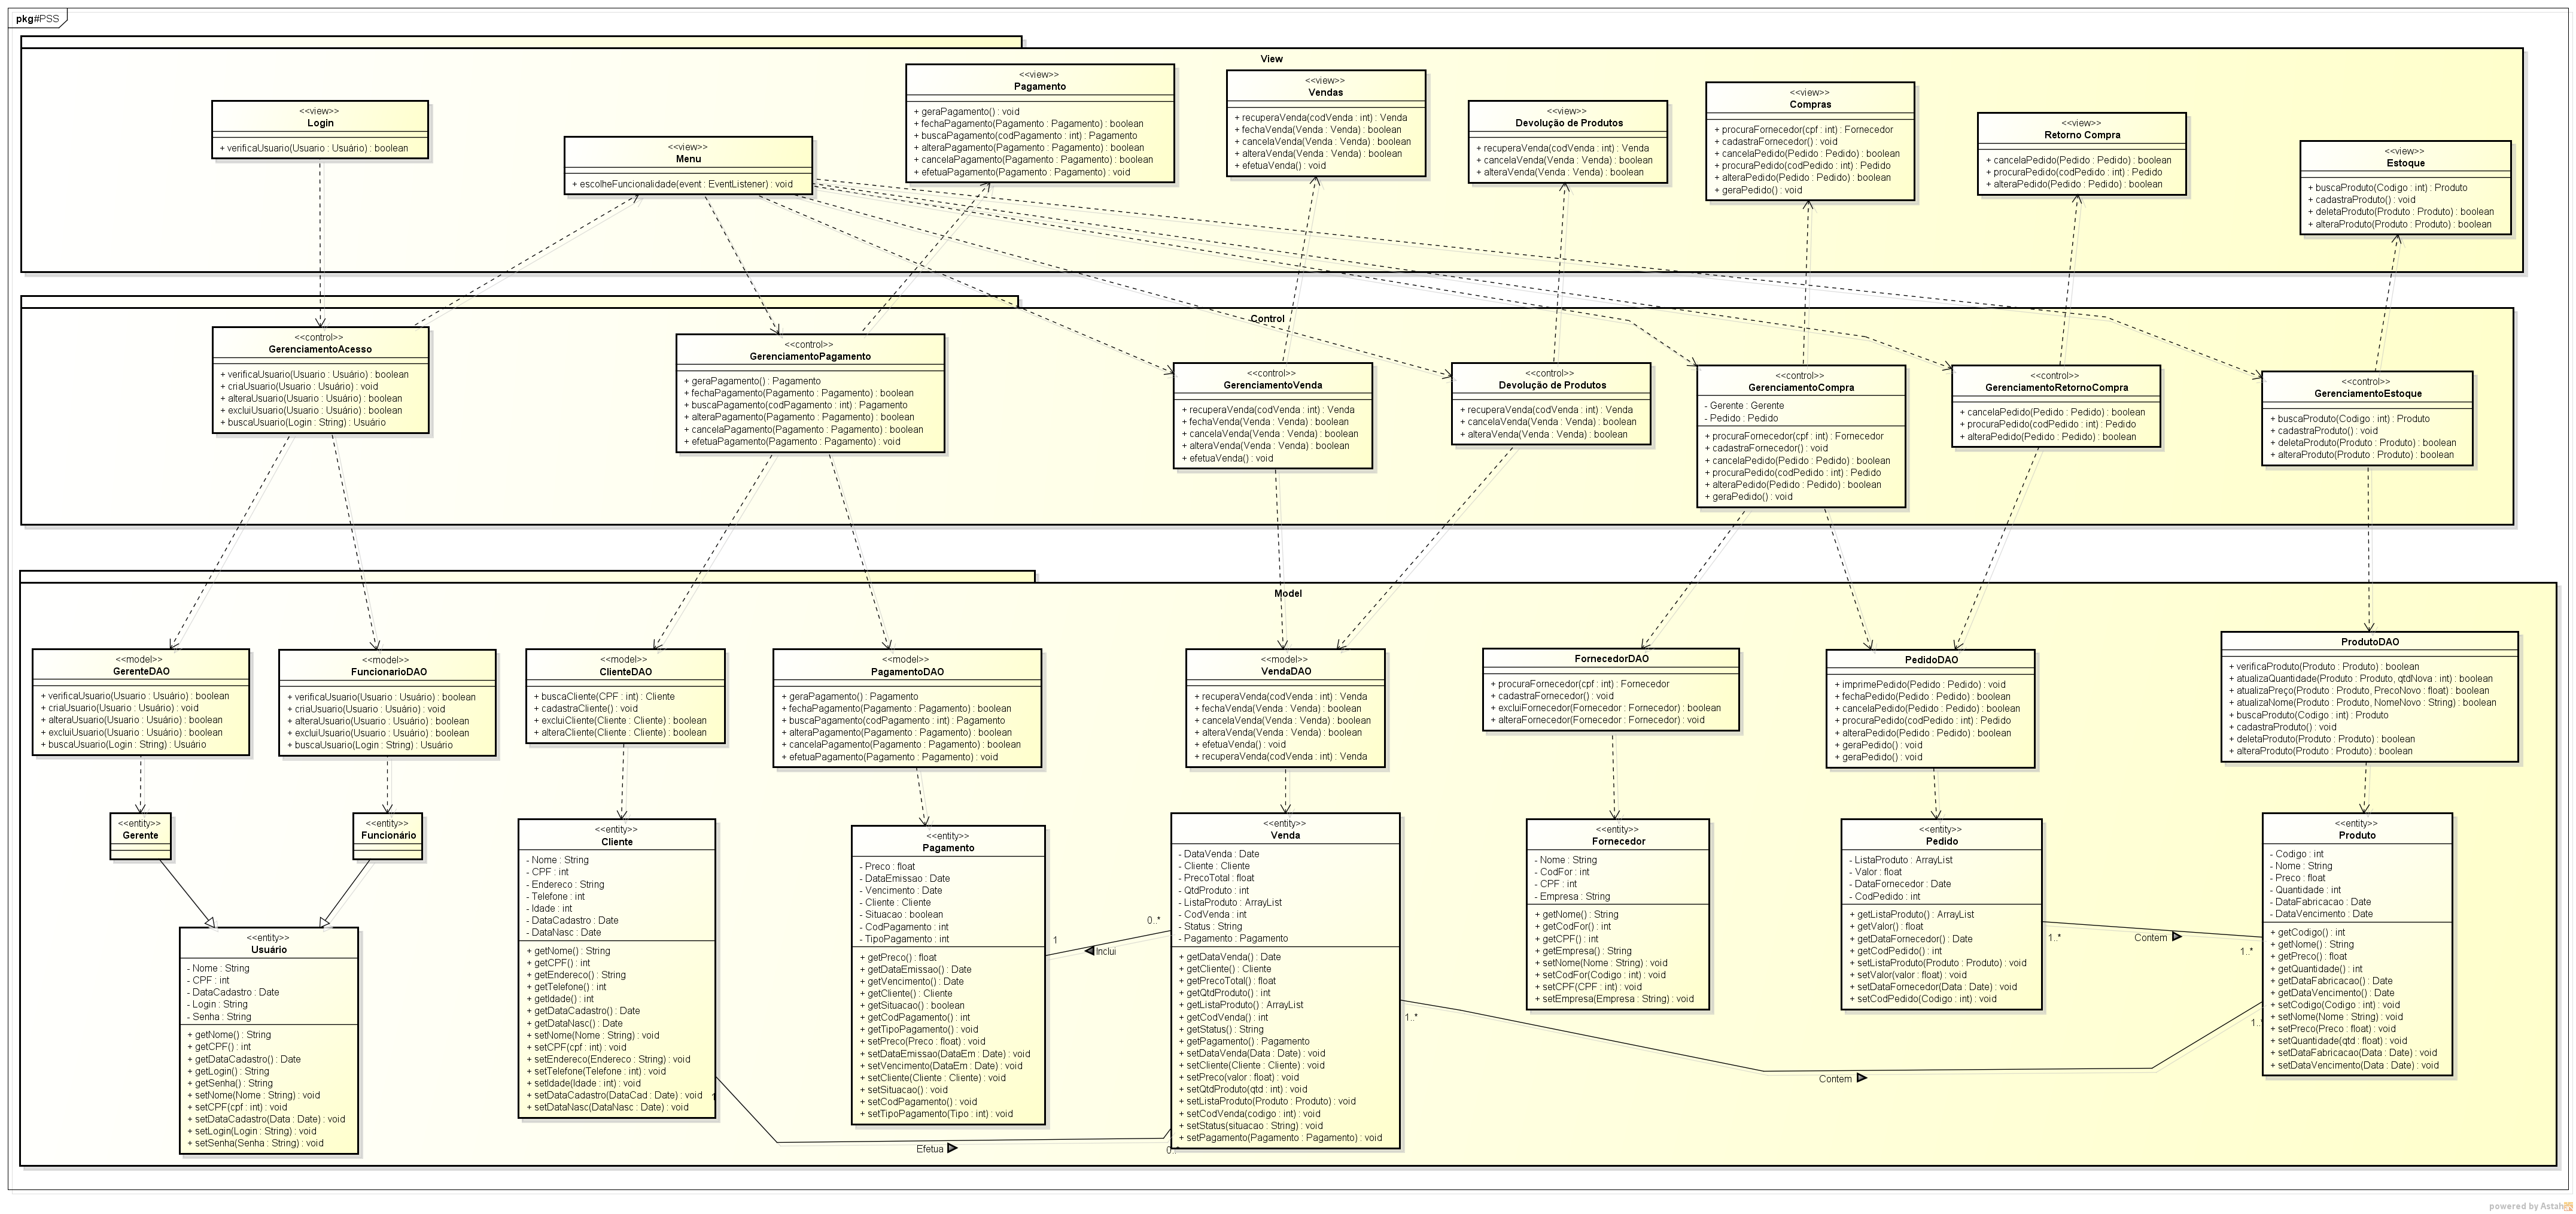 pkg#PSS
View
<<view>>
Login
+ verificaUsuario(Usuario : Usuário) : boolean
<<view>>
Menu
+ escolheFuncionalidade(event : EventListener) : void
<<view>>
Pagamento
+ geraPagamento() : void
+ fechaPagamento(Pagamento : Pagamento) : boolean
+ buscaPagamento(codPagamento : int) : Pagamento
+ alteraPagamento(Pagamento : Pagamento) : boolean
+ cancelaPagamento(Pagamento : Pagamento) : boolean
+ efetuaPagamento(Pagamento : Pagamento) : void
<<view>>
Vendas
+ recuperaVenda(codVenda : int) : Venda
+ fechaVenda(Venda : Venda) : boolean
+ cancelaVenda(Venda : Venda) : boolean
+ alteraVenda(Venda : Venda) : boolean
+ efetuaVenda() : void
<<view>>
Devolução de Produtos
+ recuperaVenda(codVenda : int) : Venda
+ cancelaVenda(Venda : Venda) : boolean
+ alteraVenda(Venda : Venda) : boolean
<<view>>
Compras
+ procuraFornecedor(cpf : int) : Fornecedor
+ cadastraFornecedor() : void
+ cancelaPedido(Pedido : Pedido) : boolean
+ procuraPedido(codPedido : int) : Pedido
+ alteraPedido(Pedido : Pedido) : boolean
+ geraPedido() : void
<<view>>
Retorno Compra
+ cancelaPedido(Pedido : Pedido) : boolean
+ procuraPedido(codPedido : int) : Pedido
+ alteraPedido(Pedido : Pedido) : boolean
<<view>>
Estoque
+ buscaProduto(Codigo : int) : Produto
+ cadastraProduto() : void
+ deletaProduto(Produto : Produto) : boolean
+ alteraProduto(Produto : Produto) : boolean
Control
<<control>>
GerenciamentoAcesso
+ verificaUsuario(Usuario : Usuário) : boolean
+ criaUsuario(Usuario : Usuário) : void
+ alteraUsuario(Usuario : Usuário) : boolean
+ excluiUsuario(Usuario : Usuário) : boolean
+ buscaUsuario(Login : String) : Usuário
<<control>>
GerenciamentoPagamento
+ geraPagamento() : Pagamento
+ fechaPagamento(Pagamento : Pagamento) : boolean
+ buscaPagamento(codPagamento : int) : Pagamento
+ alteraPagamento(Pagamento : Pagamento) : boolean
+ cancelaPagamento(Pagamento : Pagamento) : boolean
+ efetuaPagamento(Pagamento : Pagamento) : void
<<control>>
GerenciamentoVenda
+ recuperaVenda(codVenda : int) : Venda
+ fechaVenda(Venda : Venda) : boolean
+ cancelaVenda(Venda : Venda) : boolean
+ alteraVenda(Venda : Venda) : boolean
+ efetuaVenda() : void
<<control>>
Devolução de Produtos
+ recuperaVenda(codVenda : int) : Venda
+ cancelaVenda(Venda : Venda) : boolean
+ alteraVenda(Venda : Venda) : boolean
<<control>>
GerenciamentoCompra
- Gerente : Gerente
- Pedido : Pedido
+ procuraFornecedor(cpf : int) : Fornecedor
+ cadastraFornecedor() : void
+ cancelaPedido(Pedido : Pedido) : boolean
+ procuraPedido(codPedido : int) : Pedido
+ alteraPedido(Pedido : Pedido) : boolean
+ geraPedido() : void
<<control>>
GerenciamentoRetornoCompra
+ cancelaPedido(Pedido : Pedido) : boolean
+ procuraPedido(codPedido : int) : Pedido
+ alteraPedido(Pedido : Pedido) : boolean
<<control>>
GerenciamentoEstoque
+ buscaProduto(Codigo : int) : Produto
+ cadastraProduto() : void
+ deletaProduto(Produto : Produto) : boolean
+ alteraProduto(Produto : Produto) : boolean
Model
<<model>>
GerenteDAO
+ verificaUsuario(Usuario : Usuário) : boolean
+ criaUsuario(Usuario : Usuário) : void
+ alteraUsuario(Usuario : Usuário) : boolean
+ excluiUsuario(Usuario : Usuário) : boolean
+ buscaUsuario(Login : String) : Usuário
<<model>>
FuncionarioDAO
+ verificaUsuario(Usuario : Usuário) : boolean
+ criaUsuario(Usuario : Usuário) : void
+ alteraUsuario(Usuario : Usuário) : boolean
+ excluiUsuario(Usuario : Usuário) : boolean
+ buscaUsuario(Login : String) : Usuário
<<model>>
ClienteDAO
+ buscaCliente(CPF : int) : Cliente
+ cadastraCliente() : void
+ excluiCliente(Cliente : Cliente) : boolean
+ alteraCliente(Cliente : Cliente) : boolean
<<model>>
PagamentoDAO
+ geraPagamento() : Pagamento
+ fechaPagamento(Pagamento : Pagamento) : boolean
+ buscaPagamento(codPagamento : int) : Pagamento
+ alteraPagamento(Pagamento : Pagamento) : boolean
+ cancelaPagamento(Pagamento : Pagamento) : boolean
+ efetuaPagamento(Pagamento : Pagamento) : void
<<model>>
VendaDAO
+ recuperaVenda(codVenda : int) : Venda
+ fechaVenda(Venda : Venda) : boolean
+ cancelaVenda(Venda : Venda) : boolean
+ alteraVenda(Venda : Venda) : boolean
+ efetuaVenda() : void
+ recuperaVenda(codVenda : int) : Venda
FornecedorDAO
+ procuraFornecedor(cpf : int) : Fornecedor
+ cadastraFornecedor() : void
+ excluiFornecedor(Fornecedor : Fornecedor) : boolean
+ alteraFornecedor(Fornecedor : Fornecedor) : void
PedidoDAO
+ imprimePedido(Pedido : Pedido) : void
+ fechaPedido(Pedido : Pedido) : boolean
+ cancelaPedido(Pedido : Pedido) : boolean
+ procuraPedido(codPedido : int) : Pedido
+ alteraPedido(Pedido : Pedido) : boolean
+ geraPedido() : void
+ geraPedido() : void
ProdutoDAO
+ verificaProduto(Produto : Produto) : boolean
+ atualizaQuantidade(Produto : Produto, qtdNova : int) : boolean
+ atualizaPreço(Produto : Produto, PrecoNovo : float) : boolean
+ atualizaNome(Produto : Produto, NomeNovo : String) : boolean
+ buscaProduto(Codigo : int) : Produto
+ cadastraProduto() : void
+ deletaProduto(Produto : Produto) : boolean
+ alteraProduto(Produto : Produto) : boolean
<<entity>>
Gerente
<<entity>>
Funcionário
<<entity>>
Usuário
- Nome : String
- CPF : int
- DataCadastro : Date
- Login : String
- Senha : String
+ getNome() : String
+ getCPF() : int
+ getDataCadastro() : Date
+ getLogin() : String
+ getSenha() : String
+ setNome(Nome : String) : void
+ setCPF(cpf : int) : void
+ setDataCadastro(Data : Date) : void
+ setLogin(Login : String) : void
+ setSenha(Senha : String) : void
<<entity>>
Cliente
- Nome : String
- CPF : int
- Endereco : String
- Telefone : int
- Idade : int
- DataCadastro : Date
- DataNasc : Date
+ getNome() : String
+ getCPF() : int
+ getEndereco() : String
+ getTelefone() : int
+ getIdade() : int
+ getDataCadastro() : Date
+ getDataNasc() : Date
+ setNome(Nome : String) : void
+ setCPF(cpf : int) : void
+ setEndereco(Endereco : String) : void
+ setTelefone(Telefone : int) : void
+ setIdade(Idade : int) : void
+ setDataCadastro(DataCad : Date) : void
+ setDataNasc(DataNasc : Date) : void
1
Efetua
0..
<<entity>>
Pagamento
- Preco : float
- DataEmissao : Date
- Vencimento : Date
- Cliente : Cliente
- Situacao : boolean
- CodPagamento : int
- TipoPagamento : int
+ getPreco() : float
+ getDataEmissao() : Date
+ getVencimento() : Date
+ getCliente() : Cliente
+ getSituacao() : boolean
+ getCodPagamento() : int
+ getTipoPagamento() : void
+ setPreco(Preco : float) : void
+ setDataEmissao(DataEm : Date) : void
+ setVencimento(DataEm : Date) : void
+ setCliente(Cliente : Cliente) : void
+ setSituacao() : void
+ setCodPagamento() : void
+ setTipoPagamento(Tipo : int) : void
0..*
1
Inclui
<<entity>>
Venda
- DataVenda : Date
- Cliente : Cliente
- PrecoTotal : float
- QtdProduto : int
- ListaProduto : ArrayList
- CodVenda : int
- Status : String
- Pagamento : Pagamento
+ getDataVenda() : Date
+ getCliente() : Cliente
+ getPrecoTotal() : float
+ getQtdProduto() : int
+ getListaProduto() : ArrayList
+ getCodVenda() : int
+ getStatus() : String
+ getPagamento() : Pagamento
+ setDataVenda(Data : Date) : void
+ setCliente(Cliente : Cliente) : void
+ setPreco(valor : float) : void
+ setQtdProduto(qtd : int) : void
+ setListaProduto(Produto : Produto) : void
+ setCodVenda(codigo : int) : void
+ setStatus(situacao : String) : void
+ setPagamento(Pagamento : Pagamento) : void
1..*
Contem
1..
<<entity>>
Fornecedor
- Nome : String
- CodFor : int
- CPF : int
- Empresa : String
+ getNome() : String
+ getCodFor() : int
+ getCPF() : int
+ getEmpresa() : String
+ setNome(Nome : String) : void
+ setCodFor(Codigo : int) : void
+ setCPF(CPF : int) : void
+ setEmpresa(Empresa : String) : void
<<entity>>
Pedido
- ListaProduto : ArrayList
- Valor : float
- DataFornecedor : Date
- CodPedido : int
+ getListaProduto() : ArrayList
+ getValor() : float
+ getDataFornecedor() : Date
+ getCodPedido() : int
+ setListaProduto(Produto : Produto) : void
+ setValor(valor : float) : void
+ setDataFornecedor(Data : Date) : void
+ setCodPedido(Codigo : int) : void
1..*
Contem
1..*
<<entity>>
Produto
- Codigo : int
- Nome : String
- Preco : float
- Quantidade : int
- DataFabricacao : Date
- DataVencimento : Date
+ getCodigo() : int
+ getNome() : String
+ getPreco() : float
+ getQuantidade() : int
+ getDataFabricacao() : Date
+ getDataVencimento() : Date
+ setCodigo(Codigo : int) : void
+ setNome(Nome : String) : void
+ setPreco(Preco : float) : void
+ setQuantidade(qtd : float) : void
+ setDataFabricacao(Data : Date) : void
+ setDataVencimento(Data : Date) : void
powered by Astah